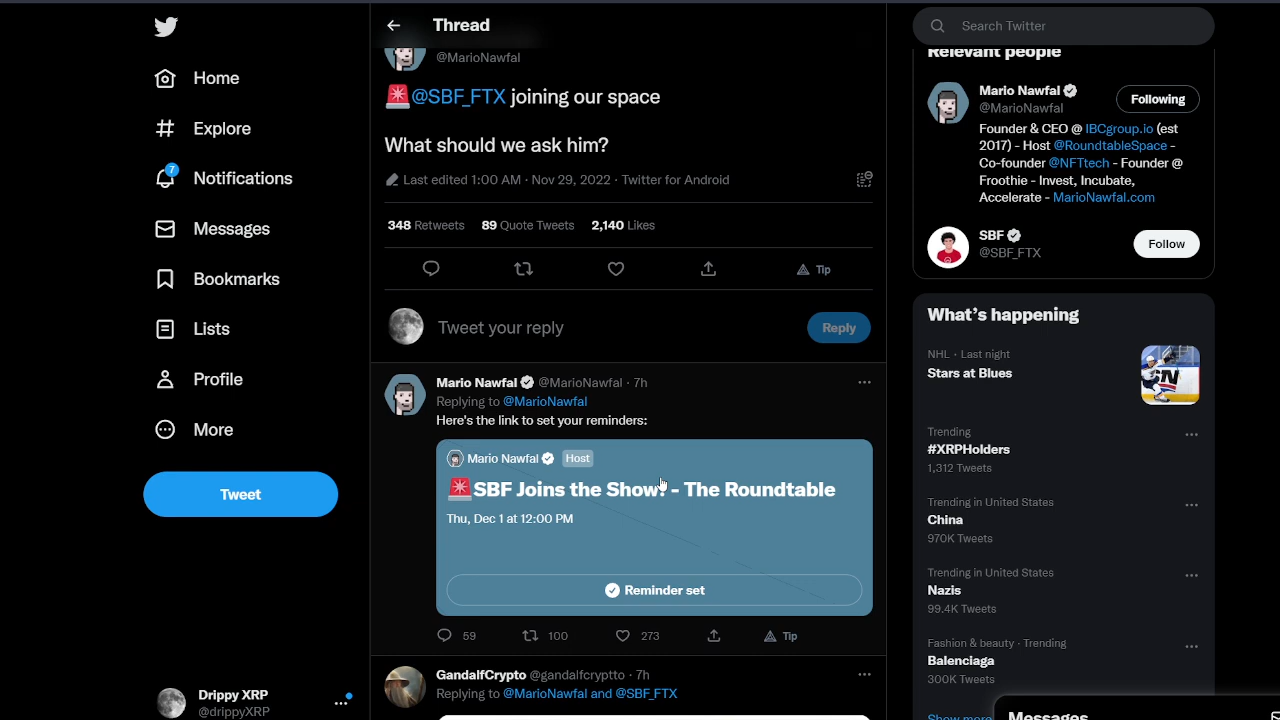 Home
Explore
7
Notifications
Messages
Bookmarks
Lists
Profile
More
Tweet
Drippy XRP
@drippyXRP
Thread
@MarioNawfal
🚨@SBF_FTX joining our space
What should we ask him?
Last edited 1:00 AM · Nov 29, 2022 · Twitter for Android
348 Retweets 89 Quote Tweets 2,140 Likes
Tip
Tweet your reply
Reply
Mario Nawfal @MarioNawfal · 7h
Replying to @MarioNawfal
Here's the link to set your reminders:
Mario Nawfal Host
🚨SBF Joins the Show! - The Roundtable
Thu, Dec 1 at 12:00 PM
Reminder set
59 100 273 Tip
GandalfCrypto @gandalfcryptto · 7h
Replying to @MarioNawfal and @SBF_FTX
Search Twitter
Relevant people
Mario Nawfal
@MarioNawfal
Following
Founder & CEO @ IBCgroup.io (est
2017) - Host @RoundtableSpace -
Co-founder @NFTtech - Founder @
Froothie - Invest, Incubate,
Accelerate - MarioNawfal.com
SBF
@SBF_FTX
Follow
What's happening
NHL · Last night
Stars at Blues
SN
Trending
#XRPHolders
1,312 Tweets
Trending in United States
China
970K Tweets
Trending in United States
Nazis
99.4K Tweets
Fashion & beauty · Trending
Balenciaga
300K Tweets
Show more
Messages